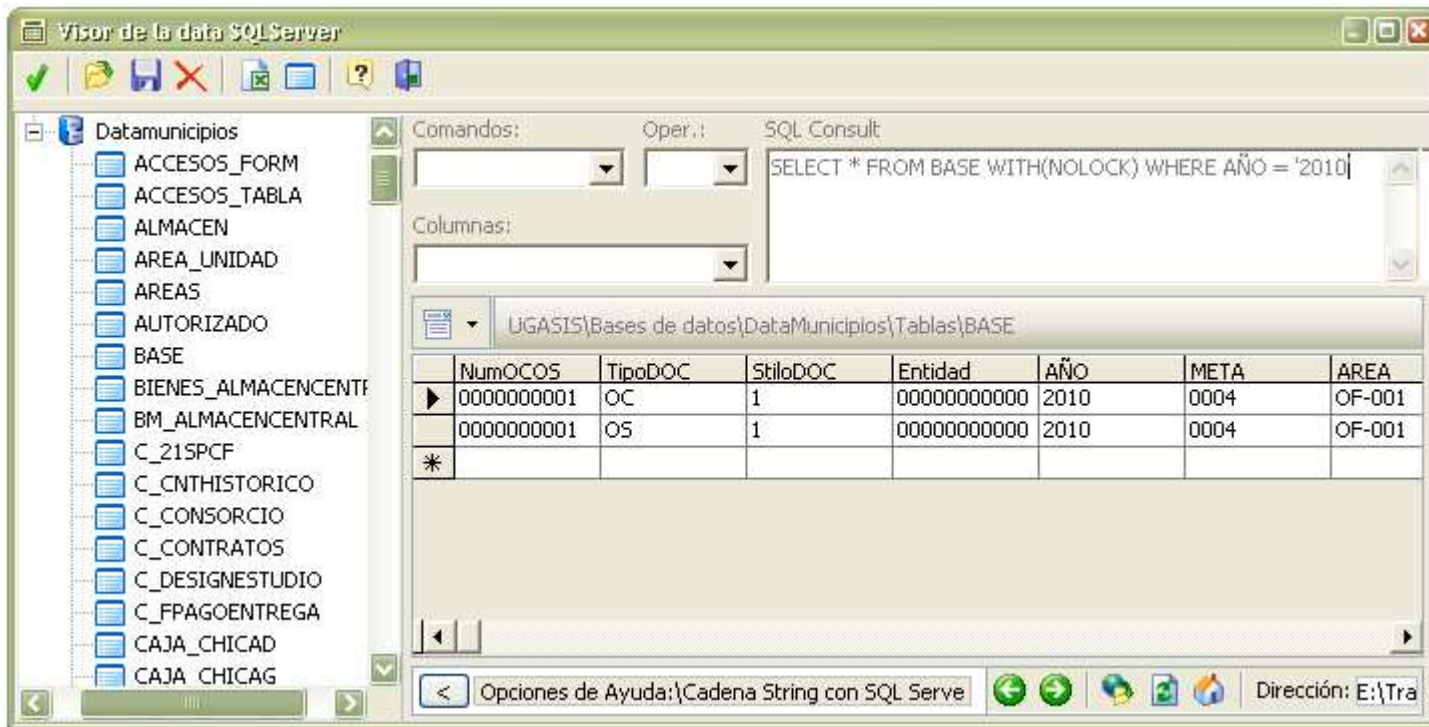 Visor de la data SQLServer
Datamunicipios
ACCESOS_FORM
ACCESOS_TABLA
ALMACEN
AREA_UNIDAD
AREAS
AUTORIZADO
BASE
BIENES_ALMACENCENTR
BM_ALMACENCENTRAL
C_21SPCF
C_CNTHISTORICO
C_CONSORCIO
C_CONTRATOS
C_DESIGNESTUDIO
C_FPAGOENTREGA
CAJA_CHICAD
CAJA_CHICAG
Comandos: Oper.: SQL Consult
SELECT * FROM BASE WITH(NOLOCK) WHERE AÑO = '2010
Columnas:
UGASIS\Bases de datos\DataMunicipios\Tablas\BASE
NumOCOS TipoDOC StiloDOC Entidad AÑO META AREA
0000000001 OC 1 00000000000 2010 0004 OF-001
0000000001 OS 1 00000000000 2010 0004 OF-001
< Opciones de Ayuda:\Cadena String con SQL Serve Dirección: E:\Tra